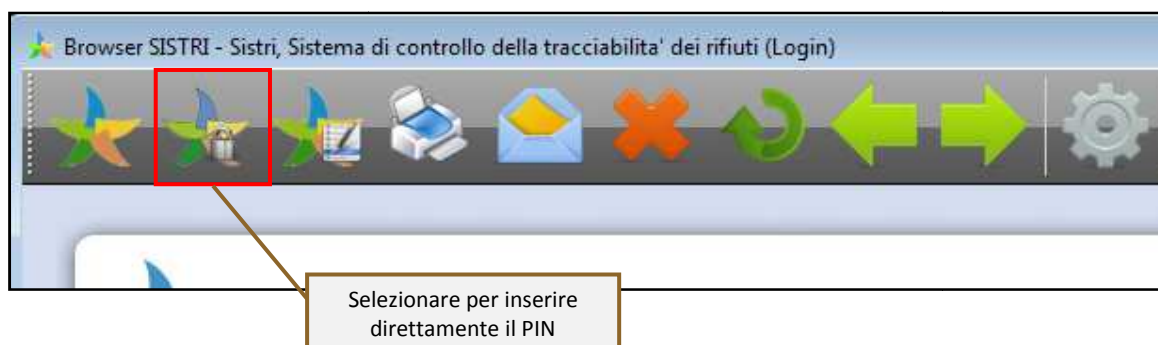 Browser SISTRI - Sistri, Sistema di controllo della tracciabilita' dei rifiuti (Login)
Selezionare per inserire
direttamente il PIN